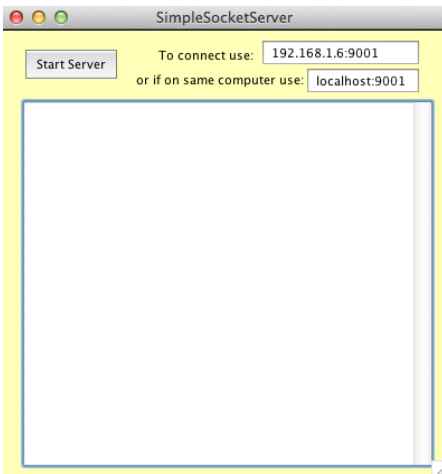 SimpleSocketServer
Start Server
To connect use: 192.168.1.6:9001
or if on same computer use: localhost:9001